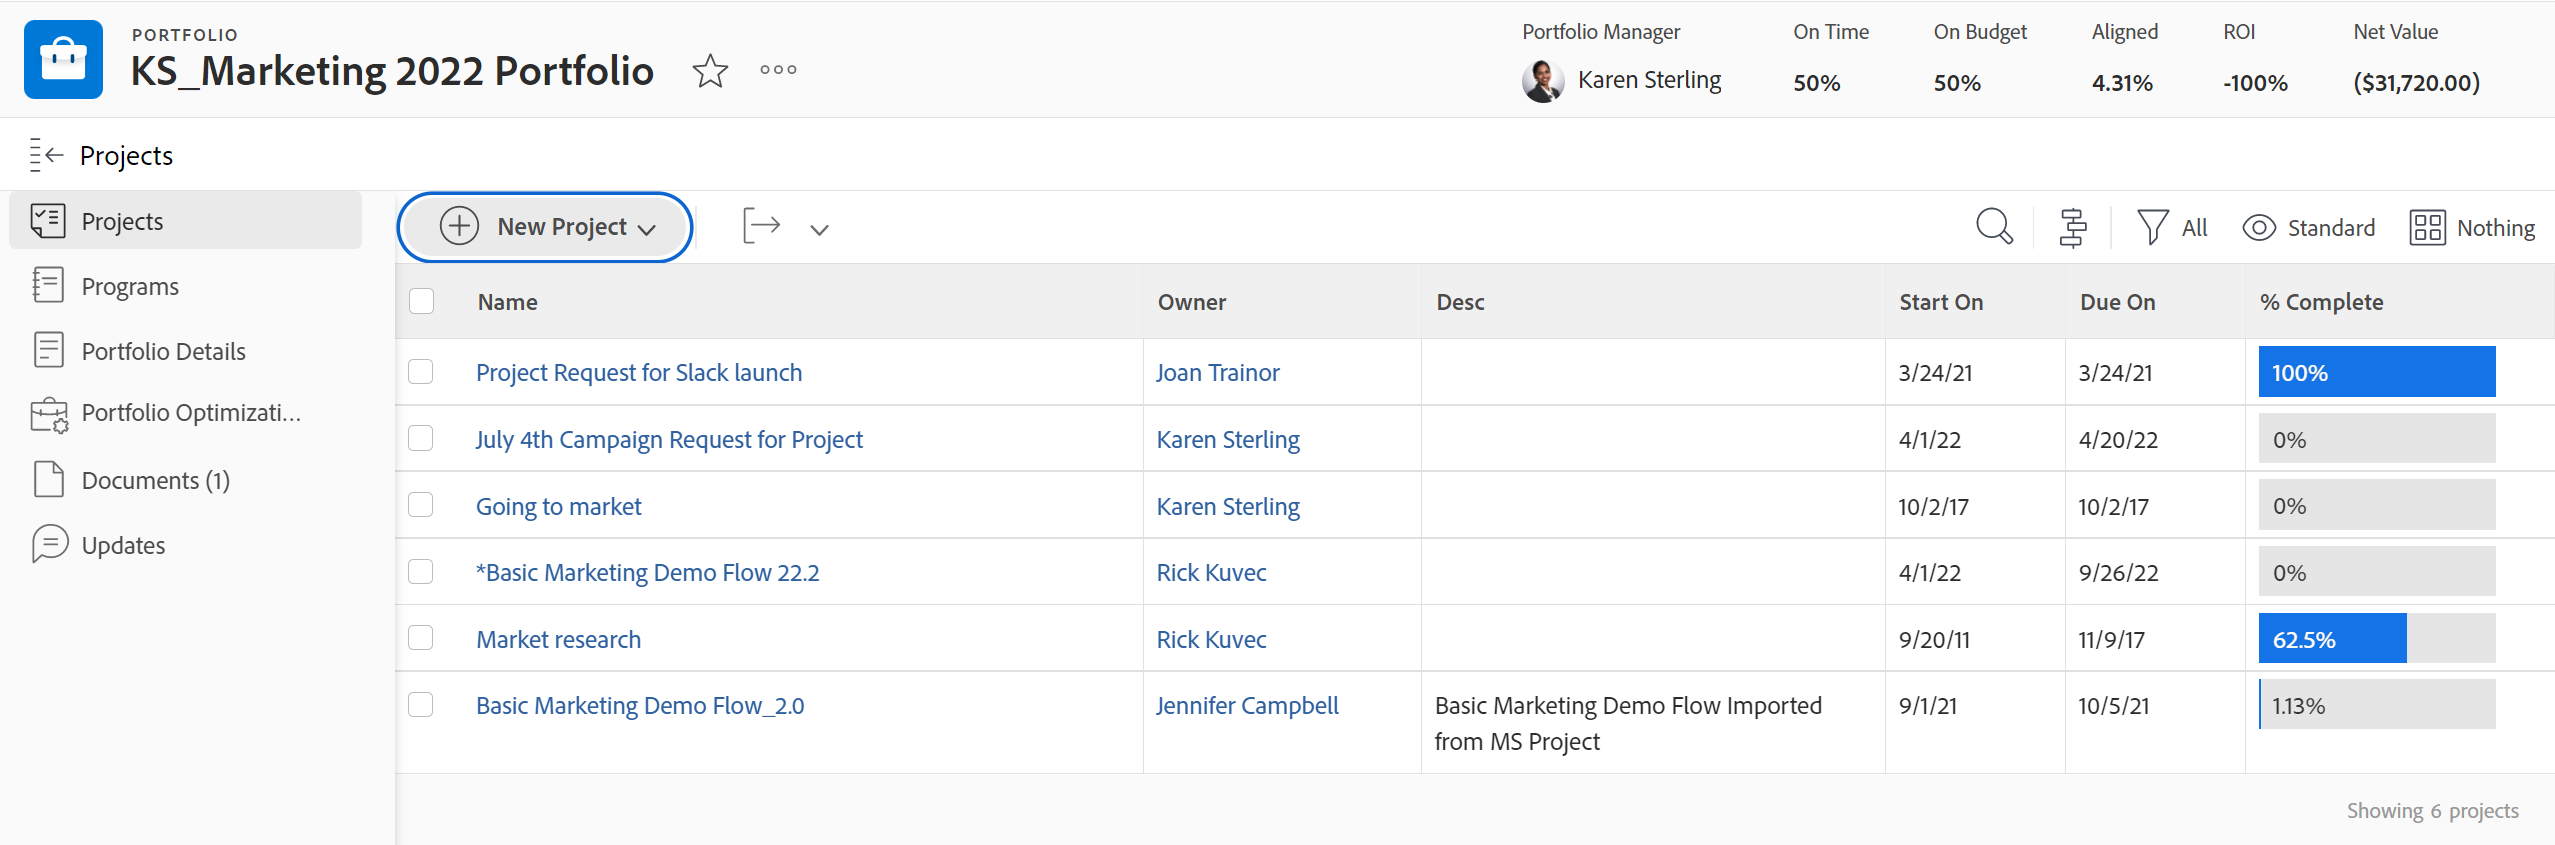 PORTFOLIO
KS_Marketing 2022 Portfolio
Portfolio Manager On Time On Budget Aligned ROI Net Value
Karen Sterling 50% 50% 4.31% -100% ($31,720.00)
Projects
Projects
Programs
Portfolio Details
Portfolio Optimizati...
Documents (1)
Updates
New Project All Standard Nothing
Name Owner Desc Start On Due On % Complete
Project Request for Slack launch Joan Trainor 3/24/21 3/24/21 100%
July 4th Campaign Request for Project Karen Sterling 4/1/22 4/20/22 0%
Going to market Karen Sterling 10/2/17 10/2/17 0%
*Basic Marketing Demo Flow 22.2 Rick Kuvec 4/1/22 9/26/22 0%
Market research Rick Kuvec 9/20/11 11/9/17 62.5%
Basic Marketing Demo Flow_2.0 Jennifer Campbell Basic Marketing Demo Flow Imported 9/1/21 10/5/21 1.13%
from MS Project
Showing 6 projects